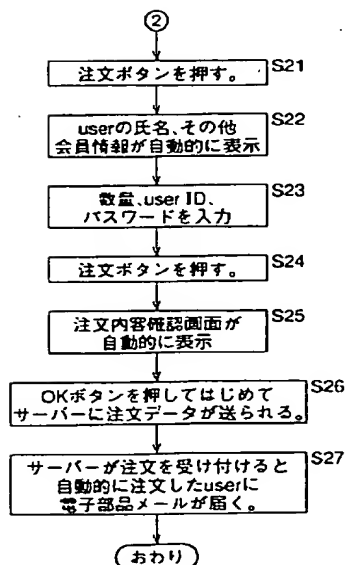 ②
S21
注文ボタンを押す。
S22
userの氏名、その他
会員情報が自動的に表示
S23
数量、user ID、
パスワードを入力
S24
注文ボタンを押す。
S25
注文内容確認画面が
自動的に表示
S26
OKボタンを押してはじめて
サーバーに注文データが送られる。
S27
サーバーが注文を受け付けると
自動的に注文したuserに
電子部品メールが届く。
おわり